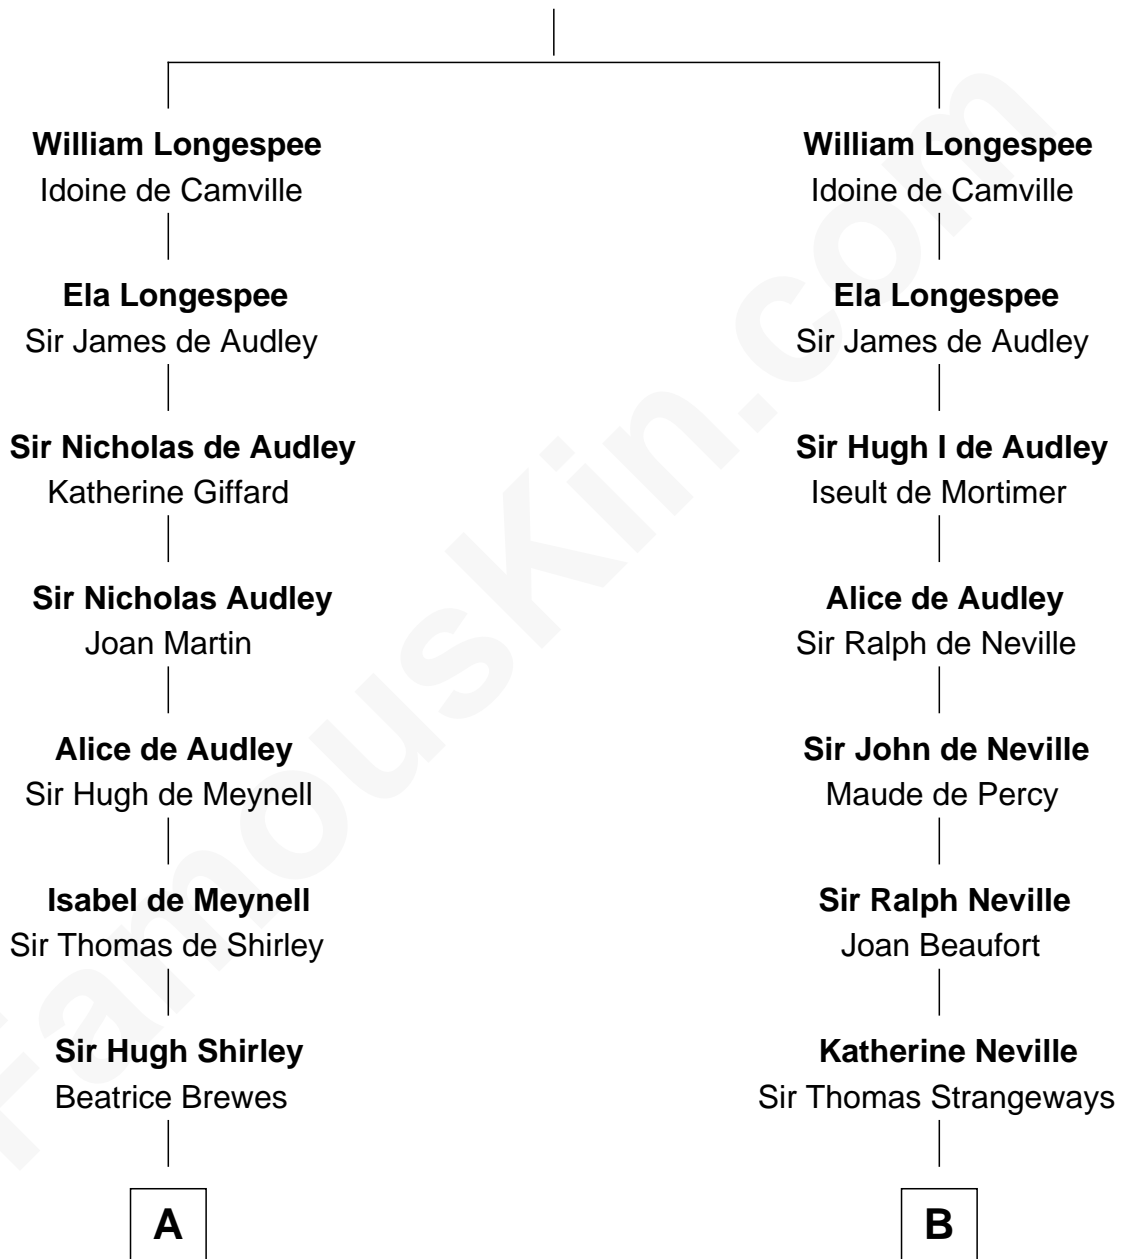 William Longespee
Idoine de Camville
Ela Longespee
Sir James de Audley
Sir Nicholas de Audley
Katherine Giffard
Sir Nicholas Audley
Joan Martin
Alice de Audley
Sir Hugh de Meynell
Isabel de Meynell
Sir Thomas de Shirley
Sir Hugh Shirley
Beatrice Brewes
A
William Longespee
Idoine de Camville
Ela Longespee
Sir James de Audley
Sir Hugh I de Audley
Iseult de Mortimer
Alice de Audley
Sir Ralph de Neville
Sir John de Neville
Maude de Percy
Sir Ralph Neville
Joan Beaufort
Katherine Neville
Sir Thomas Strangeways
B
FamousKin.com